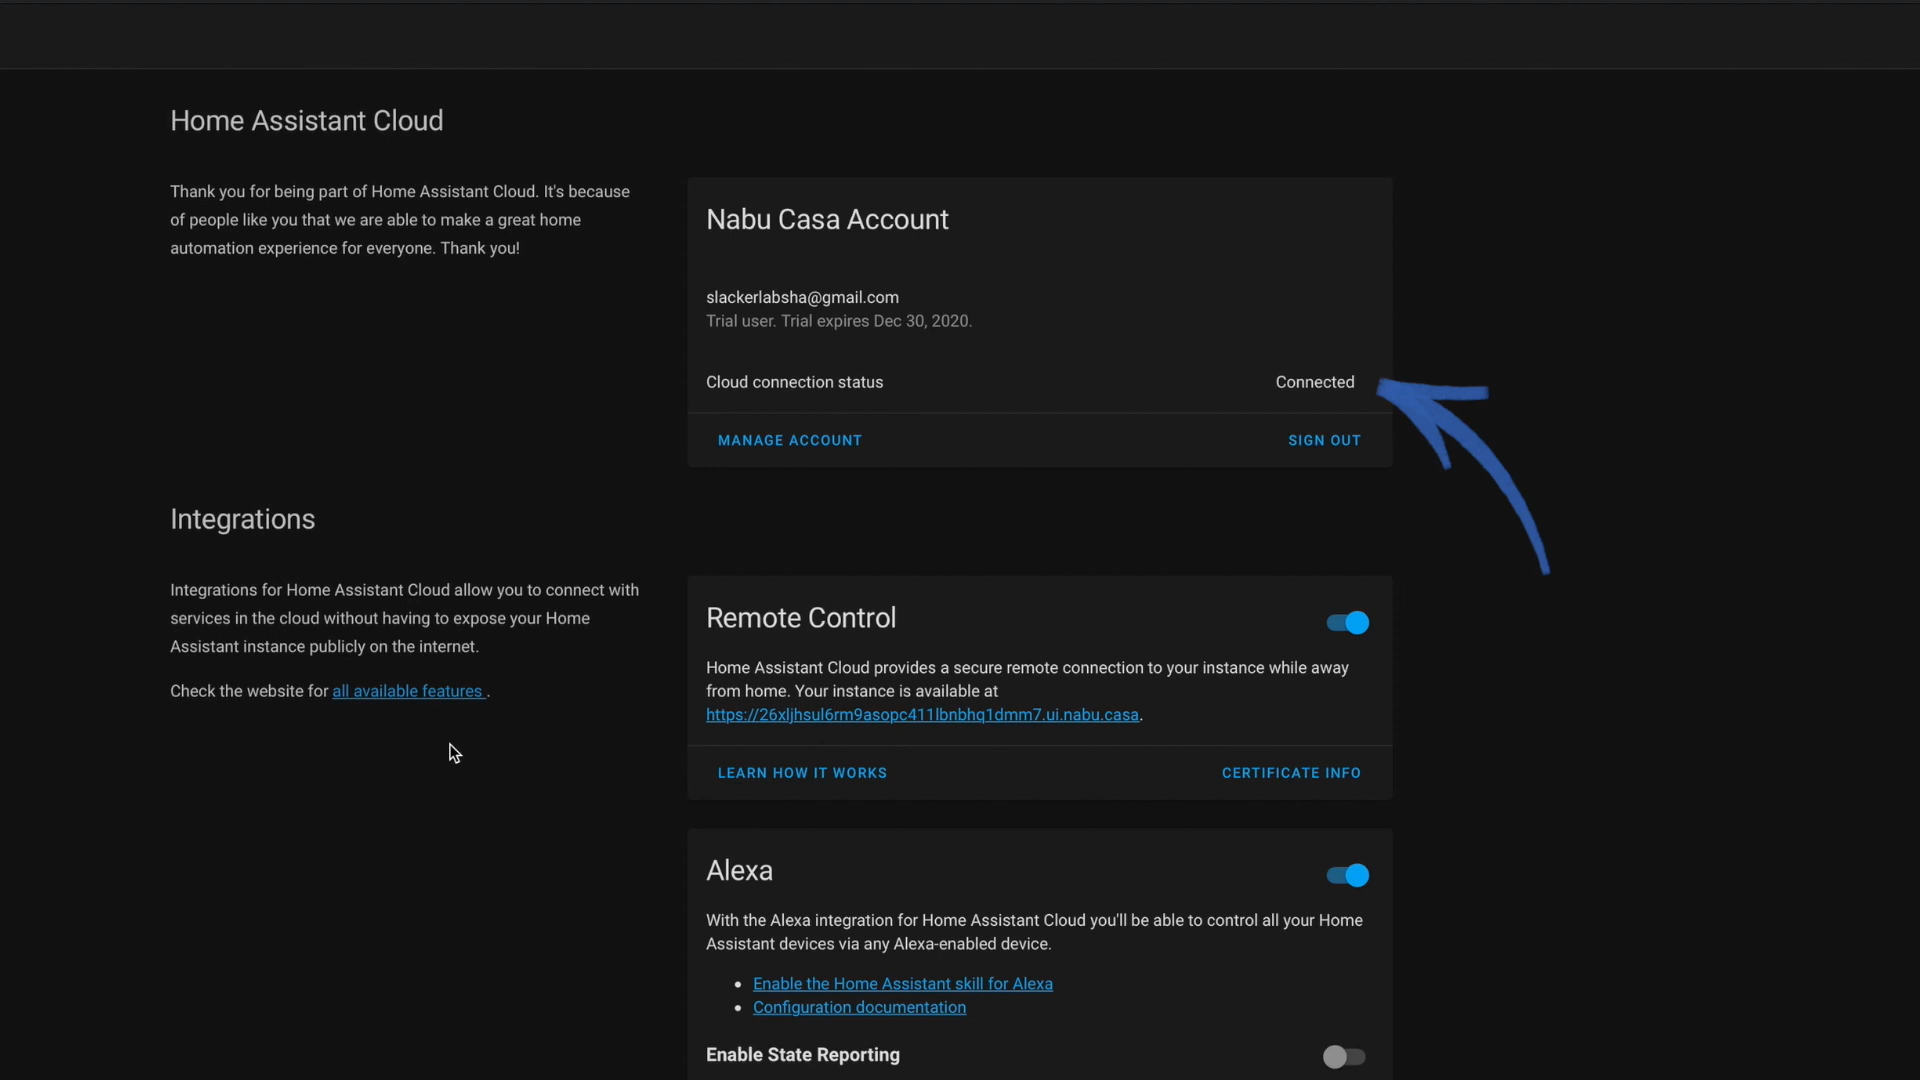 Home Assistant Cloud
Thank you for being part of Home Assistant Cloud. It's because
of people like you that we are able to make a great home
automation experience for everyone. Thank you!
Nabu Casa Account
slackerlabsha@gmail.com
Trial user. Trial expires Dec 30, 2020.
Cloud connection status
Connected
MANAGE ACCOUNT
SIGN OUT
Integrations
Integrations for Home Assistant Cloud allow you to connect with
services in the cloud without having to expose your Home
Assistant instance publicly on the internet.
Check the website for all available features .
Remote Control
Home Assistant Cloud provides a secure remote connection to your instance while away
from home. Your instance is available at
https://26xljhsul6rm9asopc411lbnbhq1dmm7.ui.nabu.casa.
LEARN HOW IT WORKS
CERTIFICATE INFO
Alexa
With the Alexa integration for Home Assistant Cloud you'll be able to control all your Home
Assistant devices via any Alexa-enabled device.
• Enable the Home Assistant skill for Alexa
• Configuration documentation
Enable State Reporting